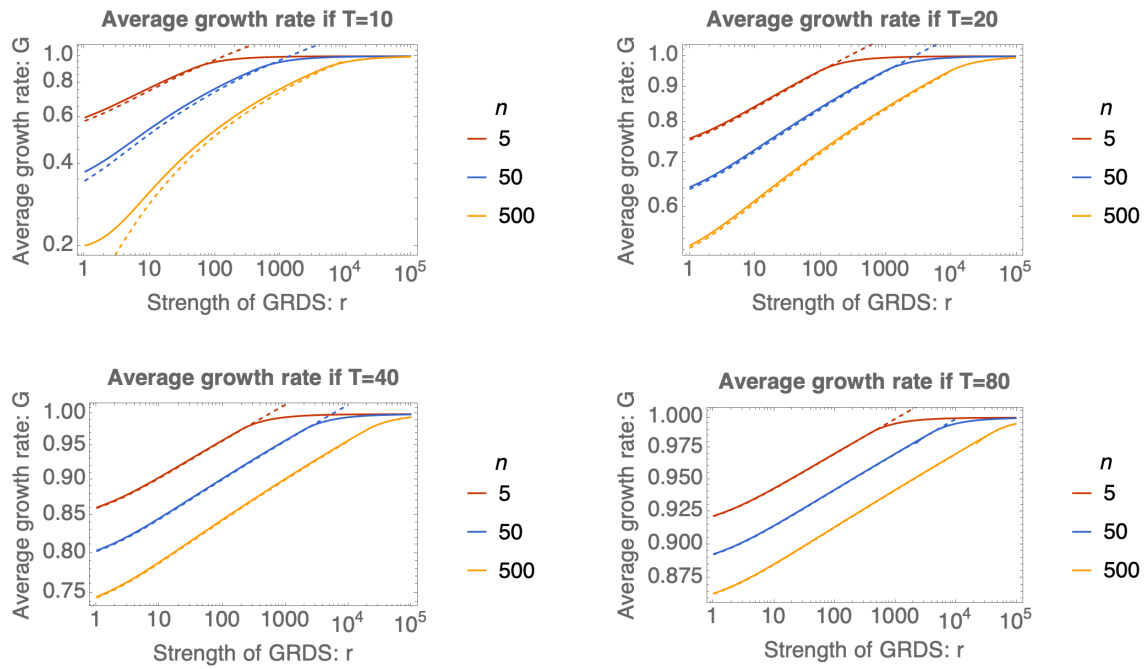 Average growth rate if T=10
Average growth rate: G
1.0
0.8
0.6
0.4
0.2
1 10 100 1000 10^4 10^5
Strength of GRDS: r
n
5
50
500
Average growth rate if T=20
Average growth rate: G
1.0
0.9
0.8
0.7
0.6
1 10 100 1000 10^4 10^5
Strength of GRDS: r
n
5
50
500
Average growth rate if T=40
Average growth rate: G
1.00
0.95
0.90
0.85
0.80
0.75
1 10 100 1000 10^4 10^5
Strength of GRDS: r
n
5
50
500
Average growth rate if T=80
Average growth rate: G
1.000
0.975
0.950
0.925
0.900
0.875
1 10 100 1000 10^4 10^5
Strength of GRDS: r
n
5
50
500